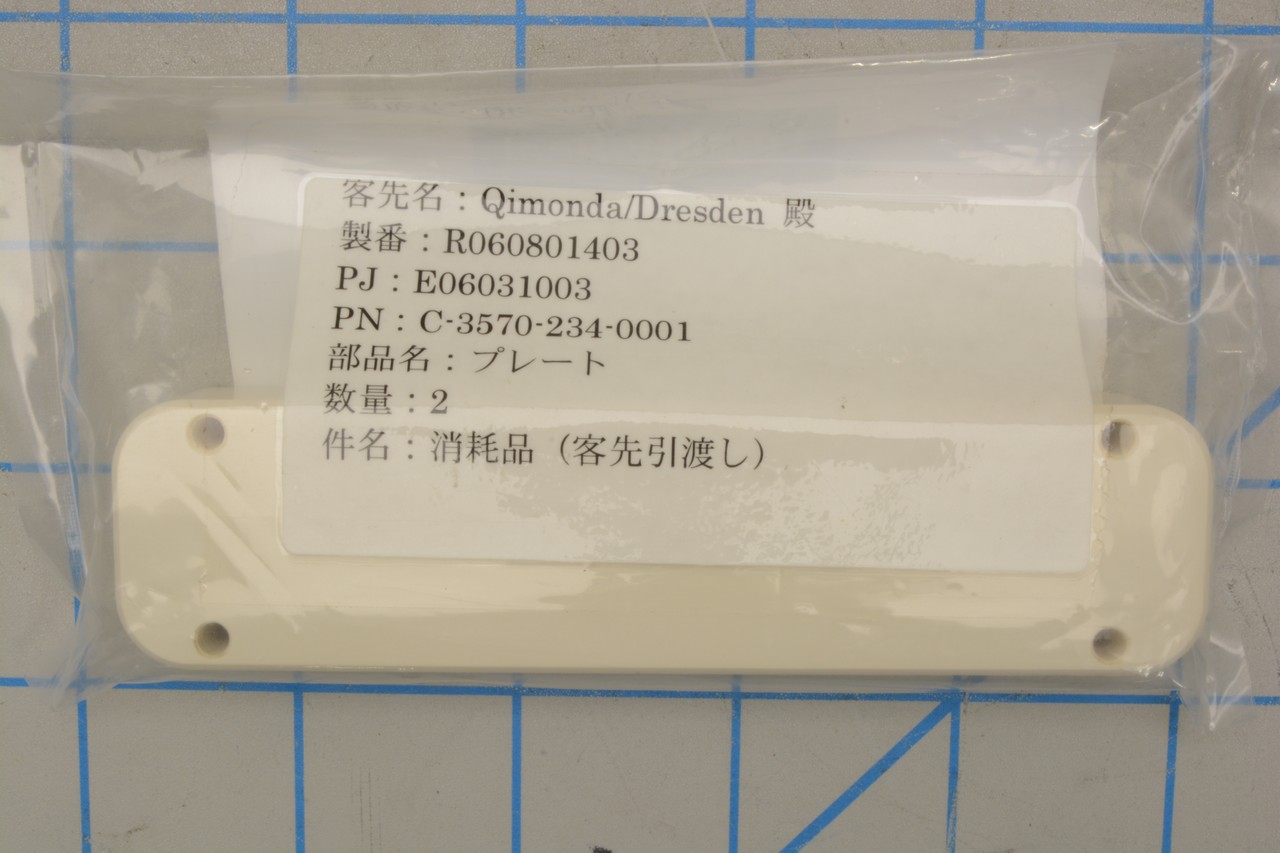 客先名：Qimonda/Dresden 殿
製番：R060801403
PJ：E06031003
PN：C-3570-234-0001
部品名：プレート
数量：2
件名：消耗品（客先引渡し）